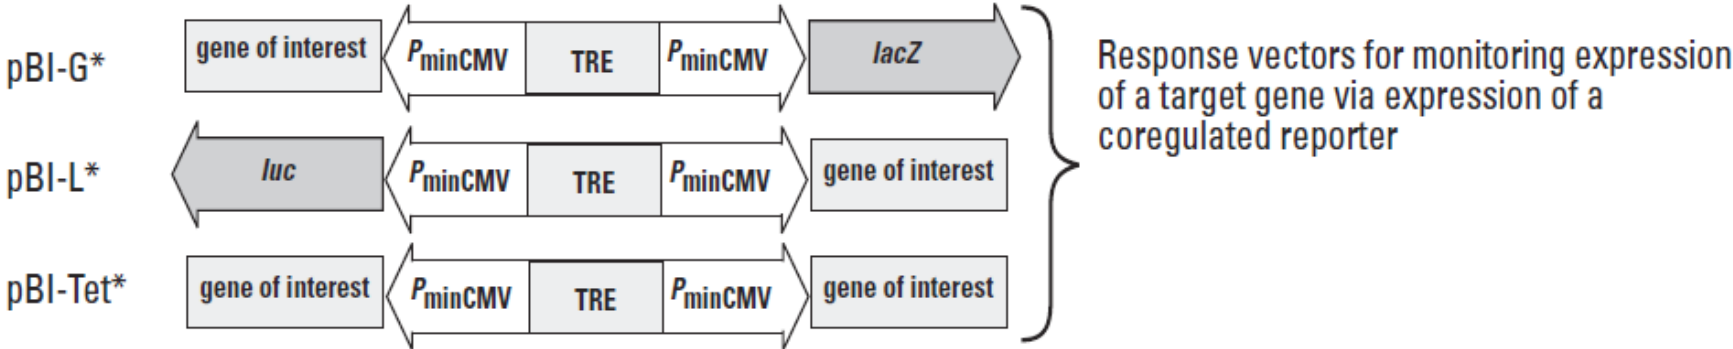 pBI-G* gene of interest PminCMV TRE PminCMV lacZ
pBI-L* luc PminCMV TRE PminCMV gene of interest
pBI-Tet* gene of interest PminCMV TRE PminCMV gene of interest
Response vectors for monitoring expression
of a target gene via expression of a
coregulated reporter